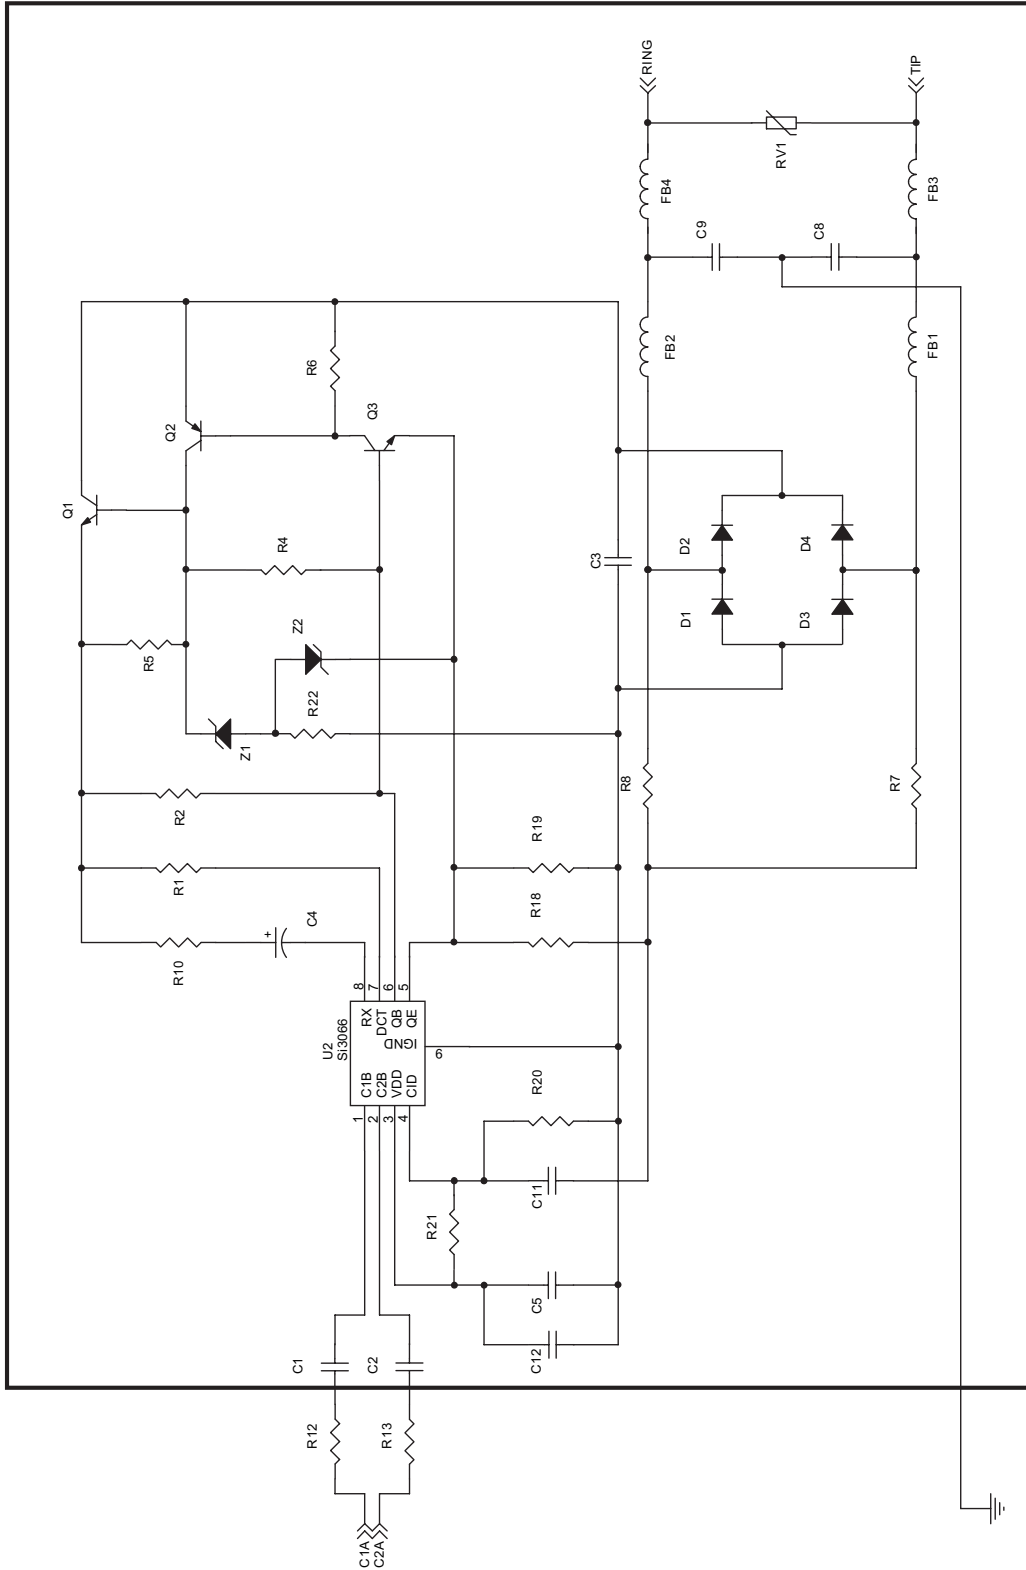 RING
TIP
RV1
FB4
FB3
C9
C8
FB2
FB1
R6
Q3
Q2
Q1
R4
C3
D2
D4
D1
D3
R5
Z2
R22
Z1
R8
R7
R2
R19
R1
R18
C4
+
R10
8
7
6
5
RX
DCT
QB
QE
U2
Si3066
IGND
6
C1B
C2B
VDD
CID
1
2
3
4
R20
C11
R21
C5
C12
C1
C2
R12
R13
C1A
C2A